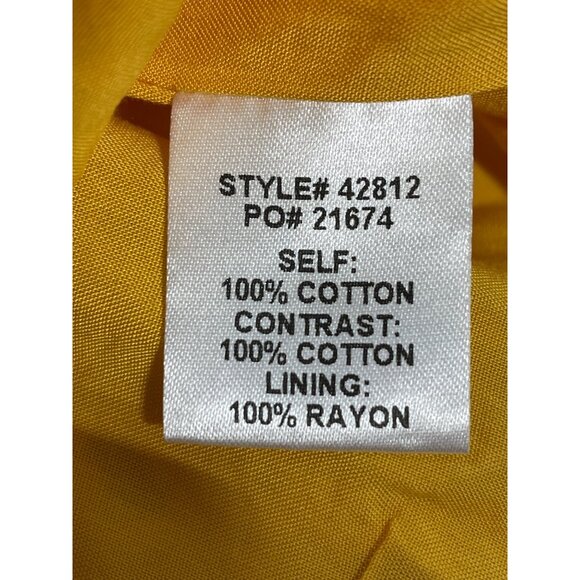 STYLE# 42812
PO# 21674
SELF:
100% COTTON
CONTRAST:
100% COTTON
LINING:
100% RAYON